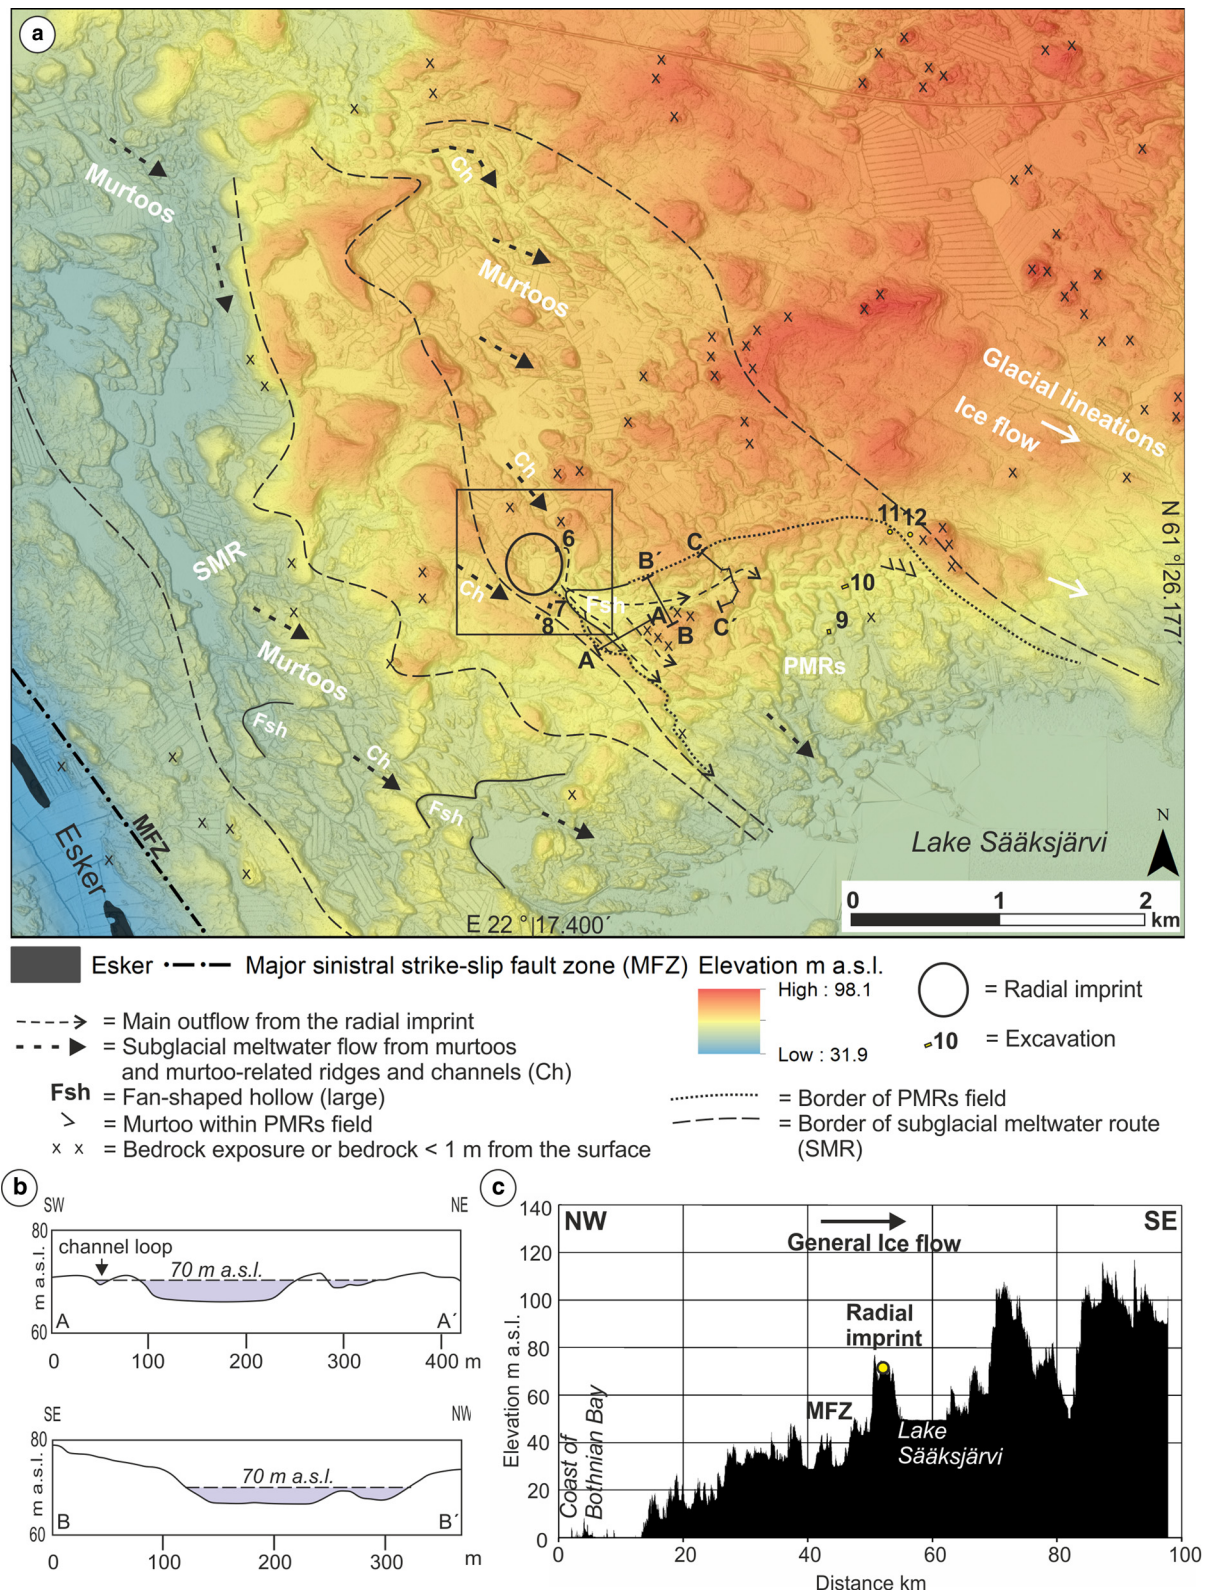 a
Murtoos
Ch
Murtoos
Glacial lineations
Ice flow
Ch
SMR
6
11 12
N 61 °|26.177´
C
B´
Ch
Fsh
7
8
A´
B
C´
A
10
9
PMRs
Murtoos
Fsh
Ch
Fsh
MFZ
Esker
Lake Sääksjärvi
N
0 1 2
km
E 22 °|17.400´
Esker
Major sinistral strike-slip fault zone (MFZ)
Elevation m a.s.l.
High : 98.1
Low : 31.9
= Radial imprint
10 = Excavation
= Main outflow from the radial imprint
= Subglacial meltwater flow from murtoos
and murtoo-related ridges and channels (Ch)
Fsh = Fan-shaped hollow (large)
= Murtoo within PMRs field
x x = Bedrock exposure or bedrock < 1 m from the surface
= Border of PMRs field
= Border of subglacial meltwater route
(SMR)
b
SW NE
80
channel loop
70 m a.s.l.
m a.s.l.
60
A A´
0 100 200 300 400 m
SE NW
80
70 m a.s.l.
m a.s.l.
60
B B´
0 100 200 300 m
c
140
120
100
80
60
40
20
0
Elevation m a.s.l.
NW SE
General Ice flow
Radial
imprint
MFZ
Lake
Sääksjärvi
Coast of
Bothnian Bay
0 20 40 60 80 100
Distance km